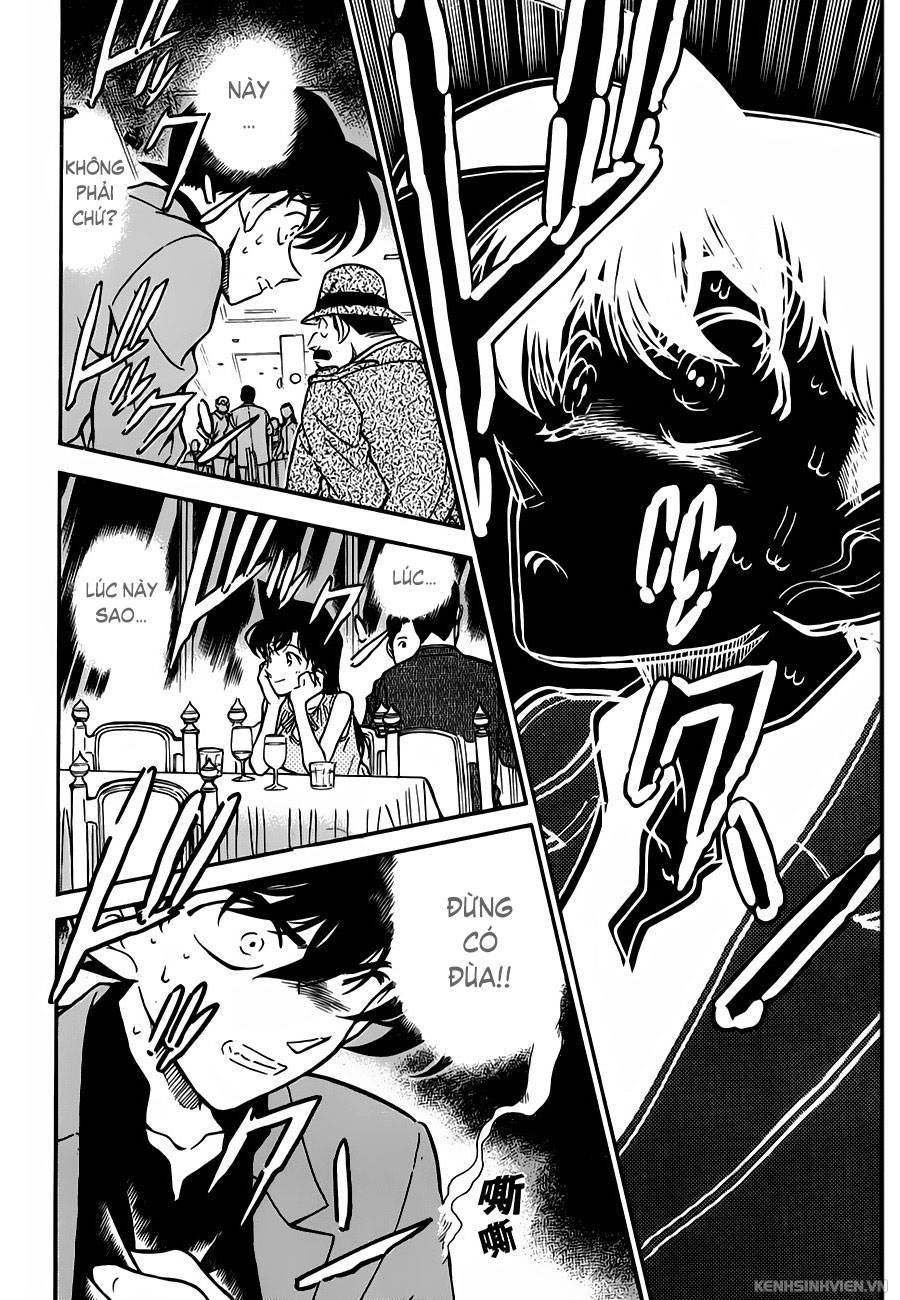 NÀY
...
KHÔNG
PHẢI
CHỨ?
LÚC...
LÚC NÀY
SAO...
ĐỪNG
CÓ
ĐÙA!!
嘶
嘶
KENHSINHVIEN.VN